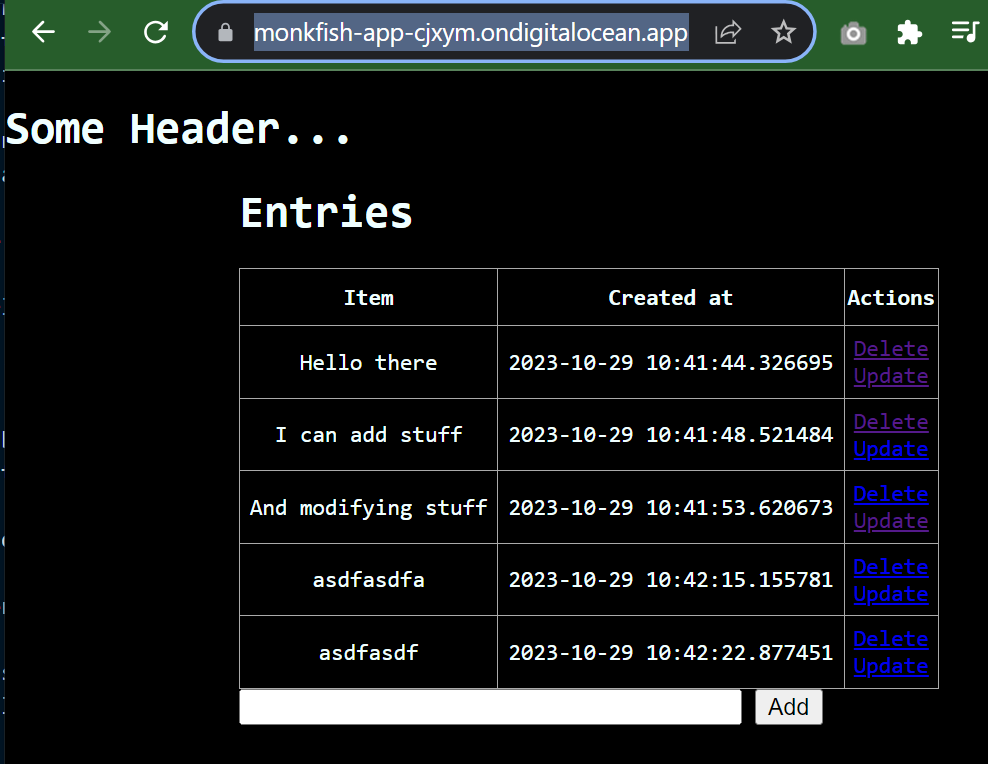 monkfish-app-cjxym.ondigitalocean.app
Some Header...
Entries
Item Created at Actions
Hello there 2023-10-29 10:41:44.326695 Delete
Update
I can add stuff 2023-10-29 10:41:48.521484 Delete
Update
And modifying stuff 2023-10-29 10:41:53.620673 Delete
Update
asdfasdfa 2023-10-29 10:42:15.155781 Delete
Update
asdfasdf 2023-10-29 10:42:22.877451 Delete
Update
Add